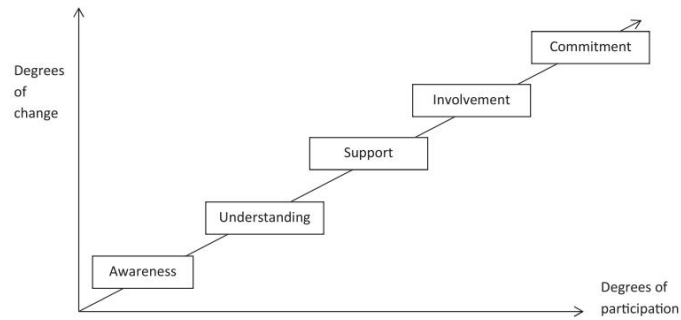 Commitment
Degrees
of
change
Involvement
Support
Understanding
Awareness
Degrees of
participation